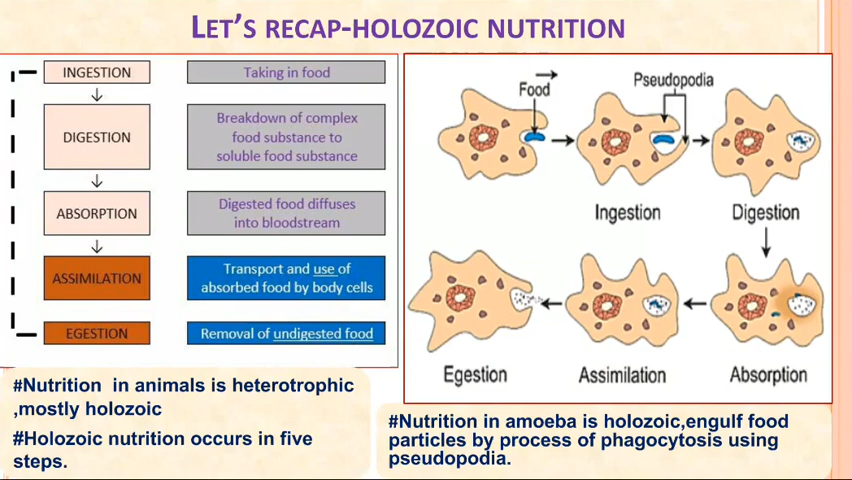 LET'S RECAP-HOLOZOIC NUTRITION
INGESTION
Taking in food
DIGESTION
Breakdown of complex
food substance to
soluble food substance
ABSORPTION
Digested food diffuses
into bloodstream
ASSIMILATION
Transport and use of
absorbed food by body cells
EGESTION
Removal of undigested food
Food
Pseudopodia
Ingestion
Digestion
Egestion
Assimilation
Absorption
#Nutrition in animals is heterotrophic
,mostly holozoic
#Holozoic nutrition occurs in five
steps.
#Nutrition in amoeba is holozoic,engulf food
particles by process of phagocytosis using
pseudopodia.